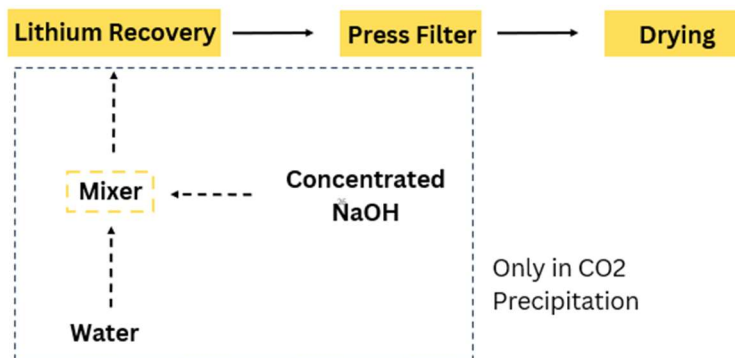 Lithium Recovery
Press Filter
Drying
Mixer
Concentrated
NaOH
Only in CO2
Precipitation
Water